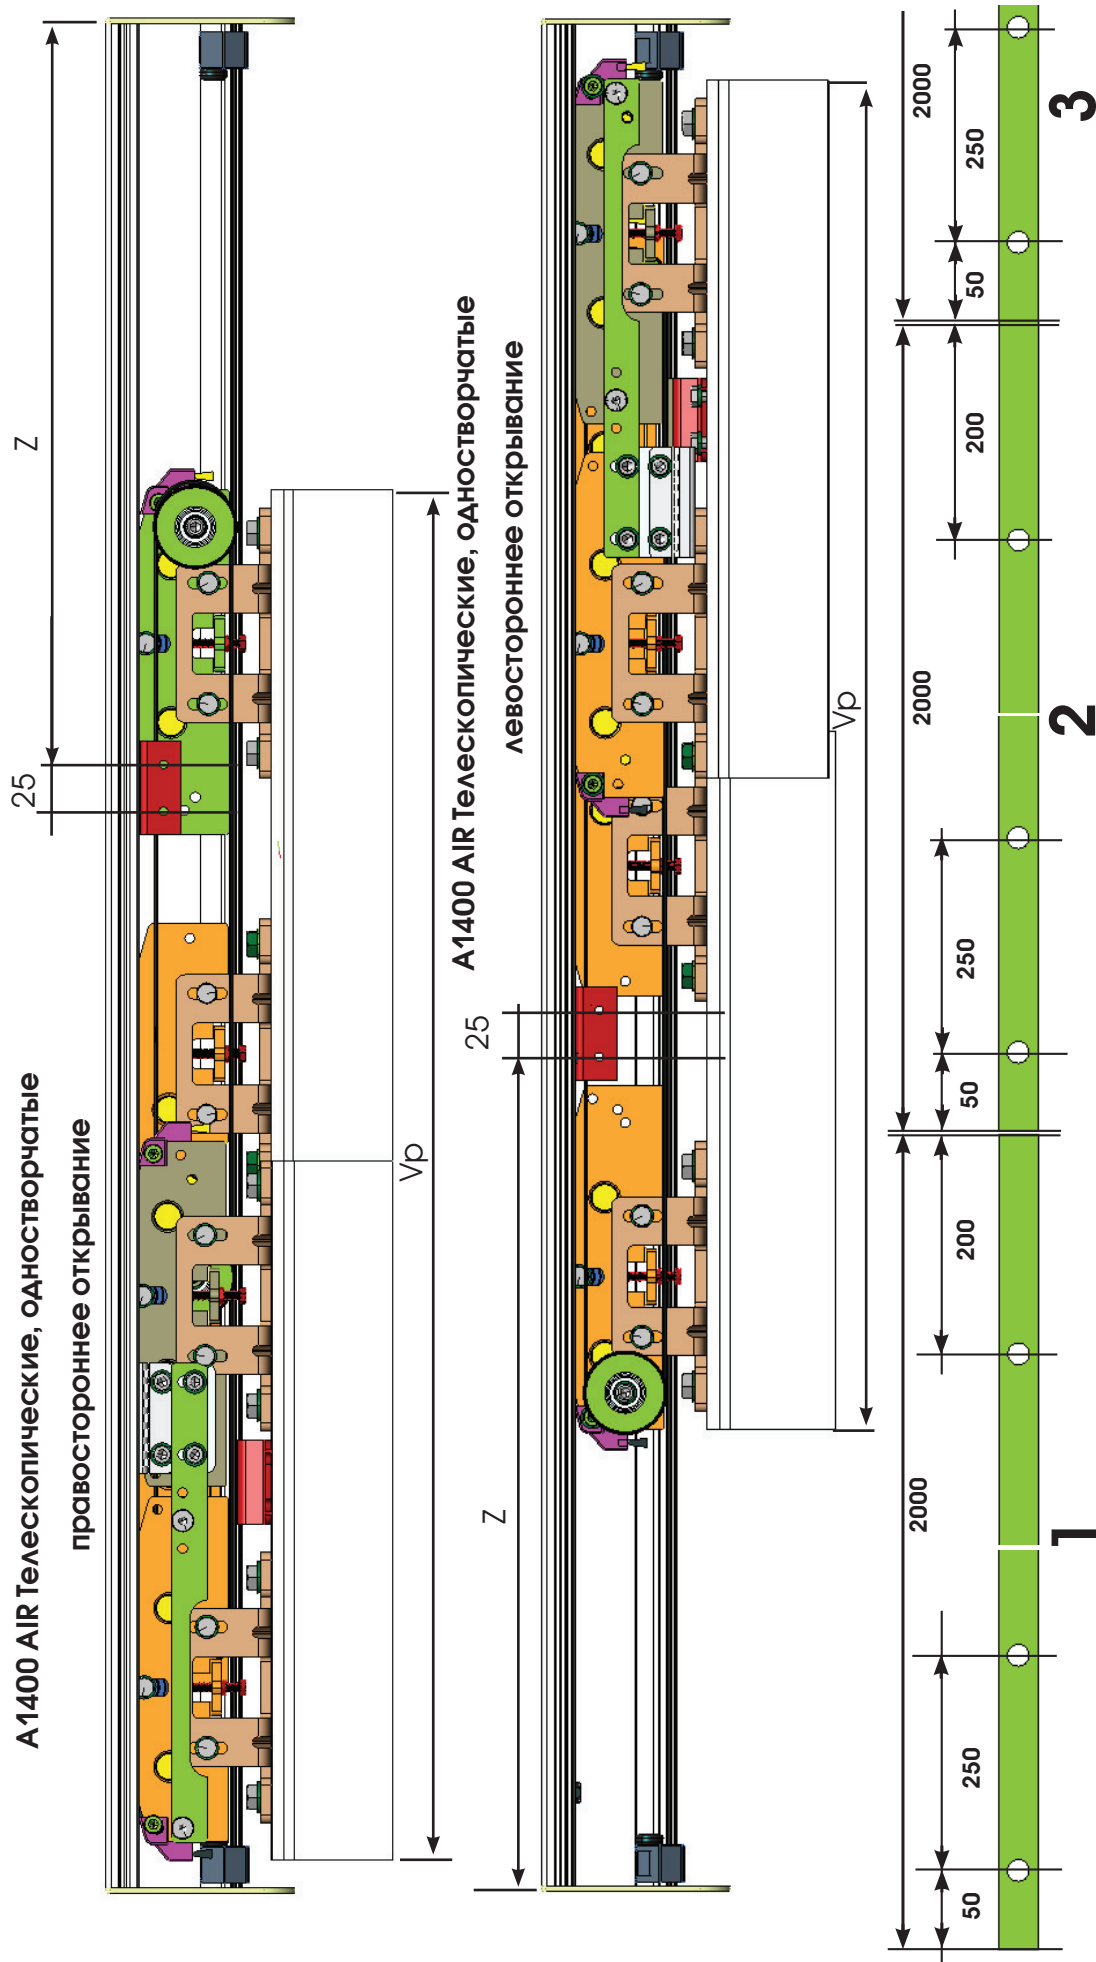 A1400 AIR Телескопические, одностворчатые
правостороннее открывание
25
Z
Vp
A1400 AIR Телескопические, одностворчатые
левостороннее открывание
Z
25
Vp
2000
2000
2000
50
250
200
50
250
200
50
250
1
2
3